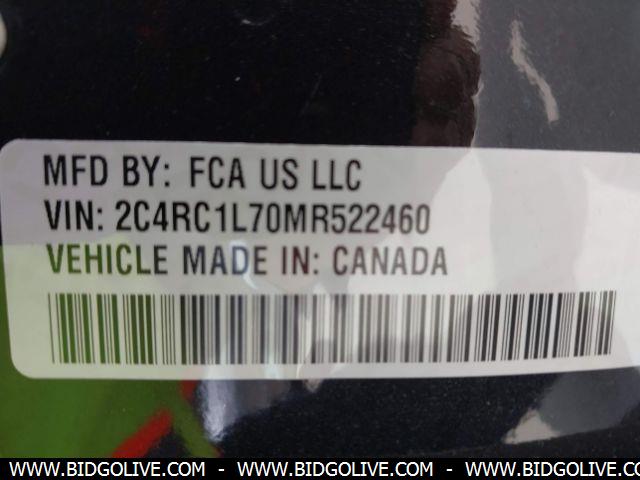 MFD BY: FCA US LLC
VIN: 2C4RC1L70MR522460
VEHICLE MADE IN: CANADA
WWW.BIDGOLIVE.COM - WWW.BIDGOLIVE.COM - WWW.BIDGOLIVE.COM